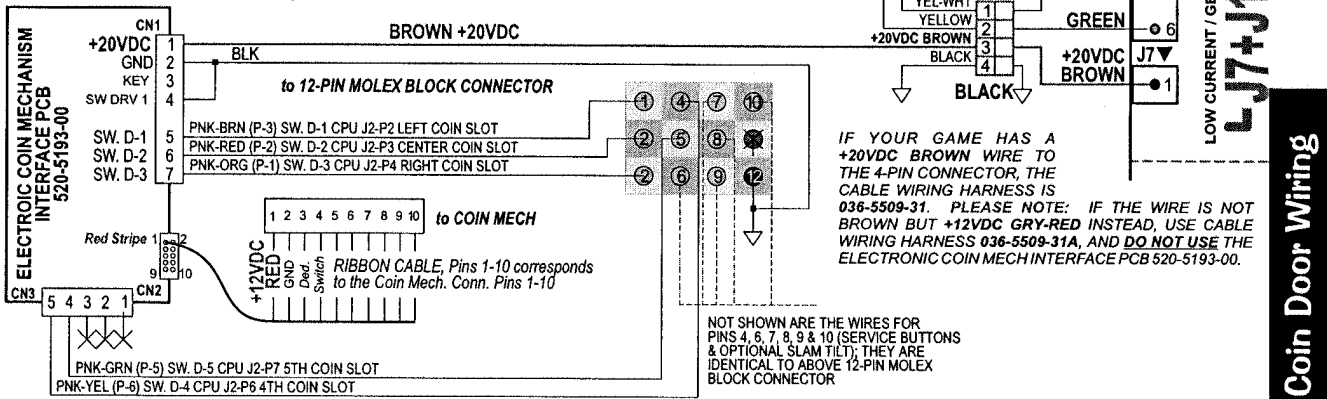 ELECTROIC COIN MECHANISM
INTERFACE PCB
520-5193-00
CN1
+20VDC 1
GND 2
KEY 3
SW DRV 1 4
SW. D-1 5
SW. D-2 6
SW. D-3 7
BROWN +20VDC
BLK
to 12-PIN MOLEX BLOCK CONNECTOR
PNK-BRN (P-3) SW. D-1 CPU J2-P2 LEFT COIN SLOT
PNK-RED (P-2) SW. D-2 CPU J2-P3 CENTER COIN SLOT
PNK-ORG (P-1) SW. D-3 CPU J2-P4 RIGHT COIN SLOT
1 4 7 10
2 5 8
2 6 9 12
Red Stripe 1 2
9 10
CN2
CN3
5 4 3 2 1
1 2 3 4 5 6 7 8 9 10
to COIN MECH
+12VDC
RED
GND
Ded.
Switch
RIBBON CABLE, Pins 1-10 corresponds
to the Coin Mech. Conn. Pins 1-10
PNK-GRN (P-5) SW. D-5 CPU J2-P7 5TH COIN SLOT
PNK-YEL (P-6) SW. D-4 CPU J2-P6 4TH COIN SLOT
NOT SHOWN ARE THE WIRES FOR
PINS 4, 6, 7, 8, 9 & 10 (SERVICE BUTTONS
& OPTIONAL SLAM TILT); THEY ARE
IDENTICAL TO ABOVE 12-PIN MOLEX
BLOCK CONNECTOR
YEL-WHT 1
YELLOW 2
+20VDC BROWN 3
BLACK 4
BLACK
GREEN
6
+20VDC
BROWN
J7▼
1
LOW CURRENT / GE
IF YOUR GAME HAS A
+20VDC BROWN WIRE TO
THE 4-PIN CONNECTOR, THE
CABLE WIRING HARNESS IS
036-5509-31. PLEASE NOTE: IF THE WIRE IS NOT
BROWN BUT +12VDC GRY-RED INSTEAD, USE CABLE
WIRING HARNESS 036-5509-31A, AND DO NOT USE THE
ELECTRONIC COIN MECH INTERFACE PCB 520-5193-00.
Coin Door Wiring